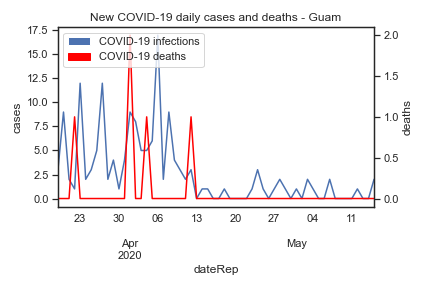 New COVID-19 daily cases and deaths - Guam
COVID-19 infections
COVID-19 deaths
17.5
15.0
12.5
10.0
7.5
5.0
2.5
0.0
cases
2.0
1.5
1.0
0.5
0.0
deaths
23 30 06 13 20 27 04 11
Apr May
2020
dateRep